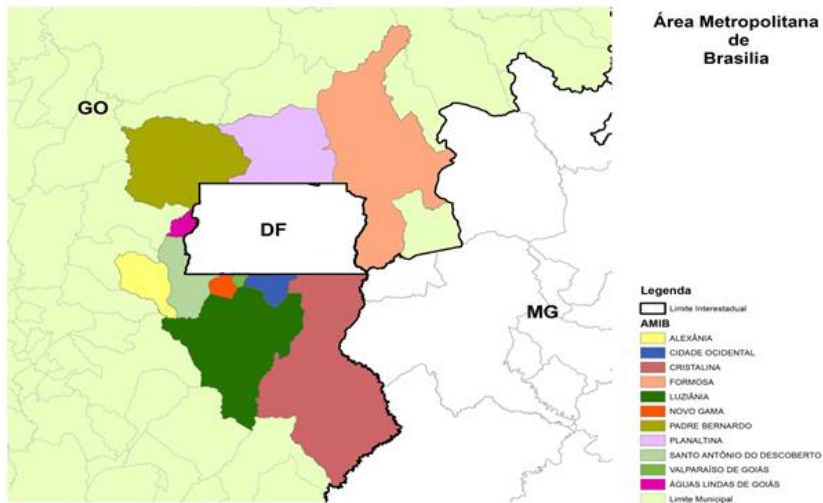 Área Metropolitana
de
Brasilia
GO
DF
MG
Legenda
Limite Interestadual
AMIB
ALEXÂNIA
CIDADE OCIDENTAL
CRISTALINA
FORMOSA
LUZIÂNIA
NOVO GAMA
PADRE BERNARDO
PLANALTINA
SANTO ANTÔNIO DO DESCOBERTO
VALPARAÍSO DE GOIÁS
ÁGUAS LINDAS DE GOIÁS
Limite Municipal